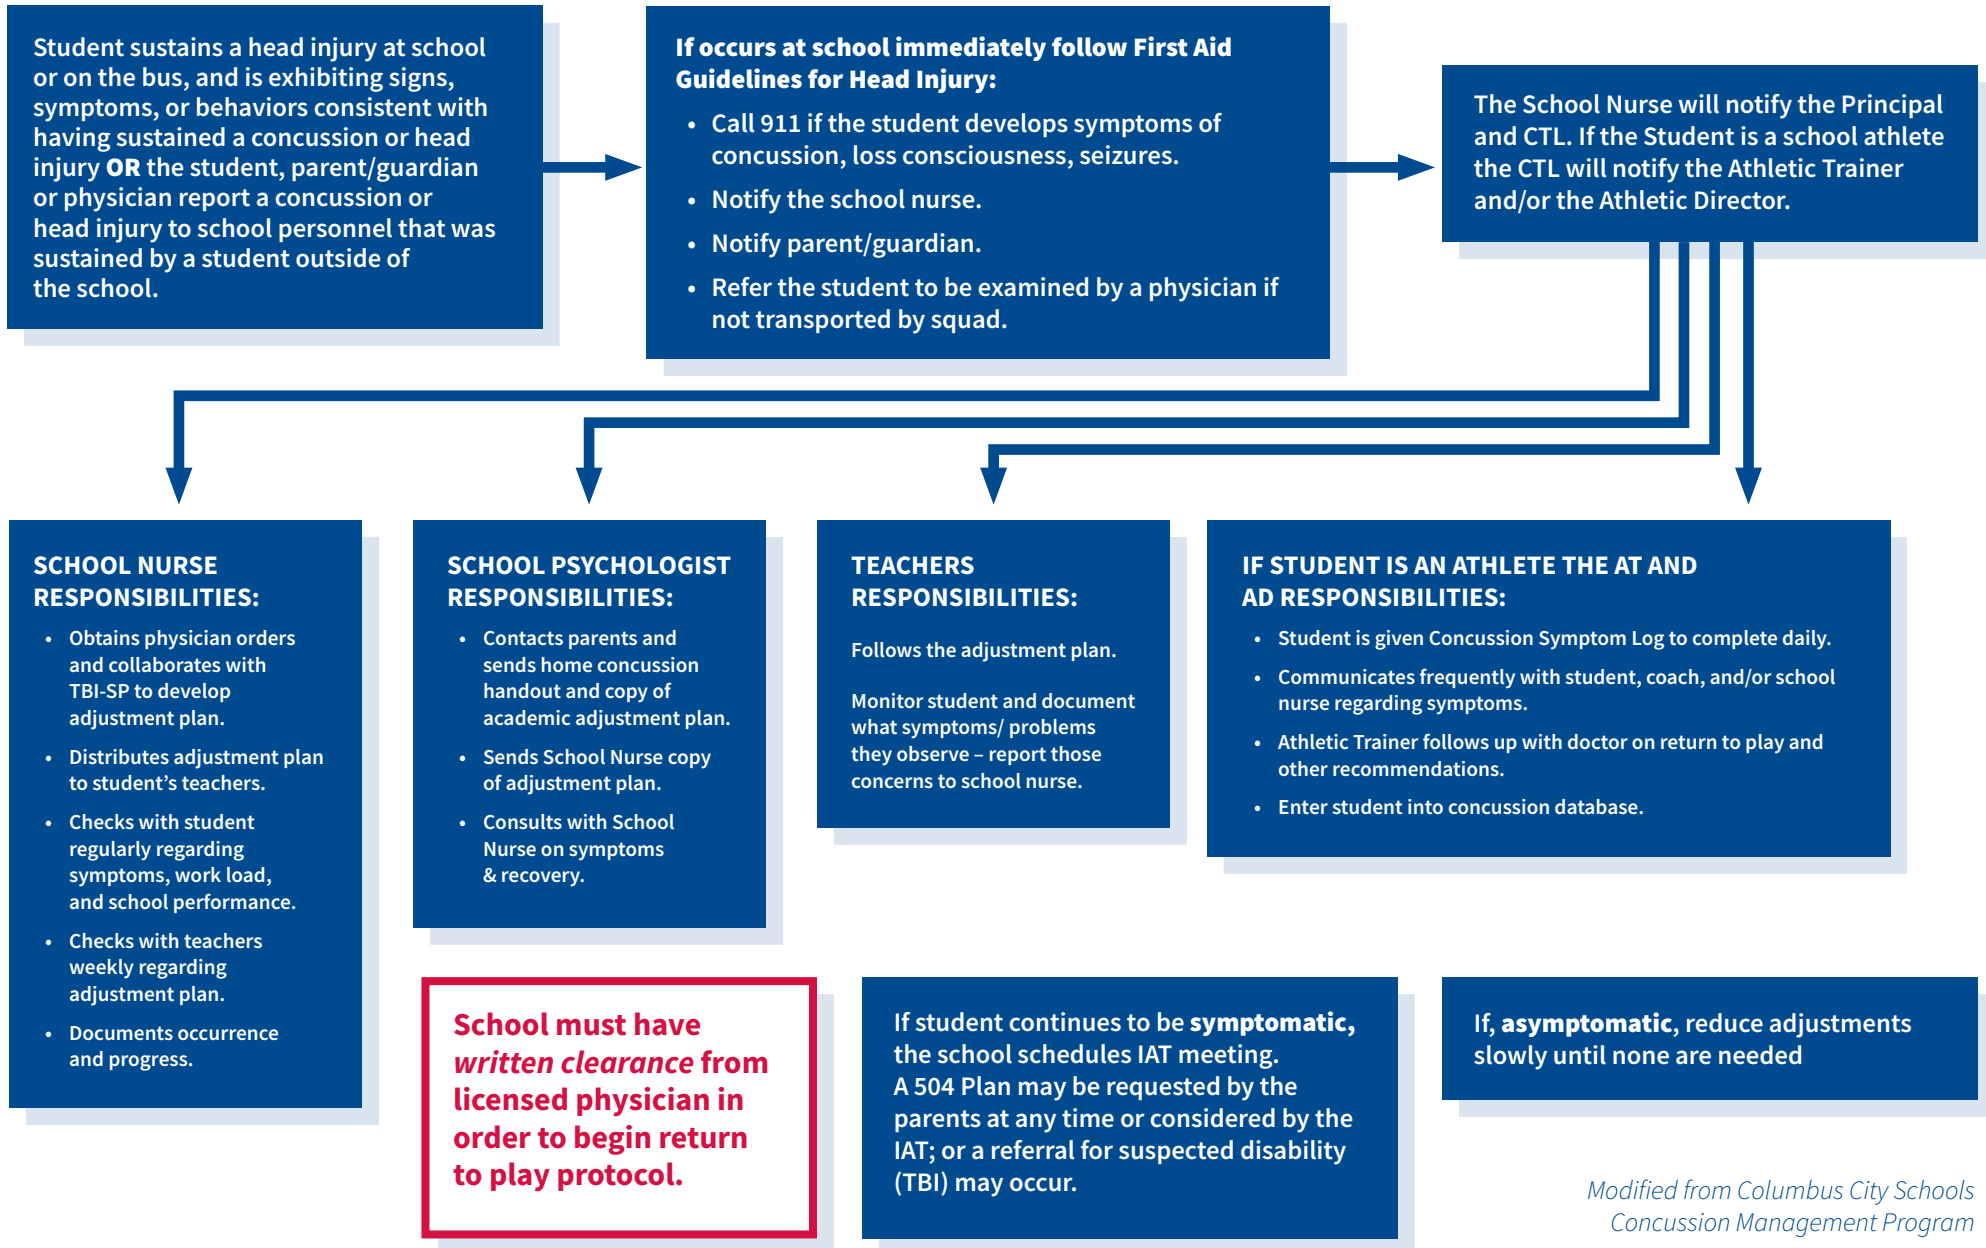 Student sustains a head injury at school
or on the bus, and is exhibiting signs,
symptoms, or behaviors consistent with
having sustained a concussion or head
injury OR the student, parent/guardian
or physician report a concussion or
head injury to school personnel that was
sustained by a student outside of
the school.
If occurs at school immediately follow First Aid
Guidelines for Head Injury:
• Call 911 if the student develops symptoms of
concussion, loss consciousness, seizures.
• Notify the school nurse.
• Notify parent/guardian.
• Refer the student to be examined by a physician if
not transported by squad.
The School Nurse will notify the Principal
and CTL. If the Student is a school athlete
the CTL will notify the Athletic Trainer
and/or the Athletic Director.
SCHOOL NURSE
RESPONSIBILITIES:
• Obtains physician orders
and collaborates with
TBI-SP to develop
adjustment plan.
• Distributes adjustment plan
to student’s teachers.
• Checks with student
regularly regarding
symptoms, work load,
and school performance.
• Checks with teachers
weekly regarding
adjustment plan.
• Documents occurrence
and progress.
SCHOOL PSYCHOLOGIST
RESPONSIBILITIES:
• Contacts parents and
sends home concussion
handout and copy of
academic adjustment plan.
• Sends School Nurse copy
of adjustment plan.
• Consults with School
Nurse on symptoms
& recovery.
TEACHERS
RESPONSIBILITIES:
Follows the adjustment plan.
Monitor student and document
what symptoms/ problems
they observe – report those
concerns to school nurse.
IF STUDENT IS AN ATHLETE THE AT AND
AD RESPONSIBILITIES:
• Student is given Concussion Symptom Log to complete daily.
• Communicates frequently with student, coach, and/or school
nurse regarding symptoms.
• Athletic Trainer follows up with doctor on return to play and
other recommendations.
• Enter student into concussion database.
School must have
written clearance from
licensed physician in
order to begin return
to play protocol.
If student continues to be symptomatic,
the school schedules IAT meeting.
A 504 Plan may be requested by the
parents at any time or considered by the
IAT; or a referral for suspected disability
(TBI) may occur.
If, asymptomatic, reduce adjustments
slowly until none are needed
Modified from Columbus City Schools
Concussion Management Program